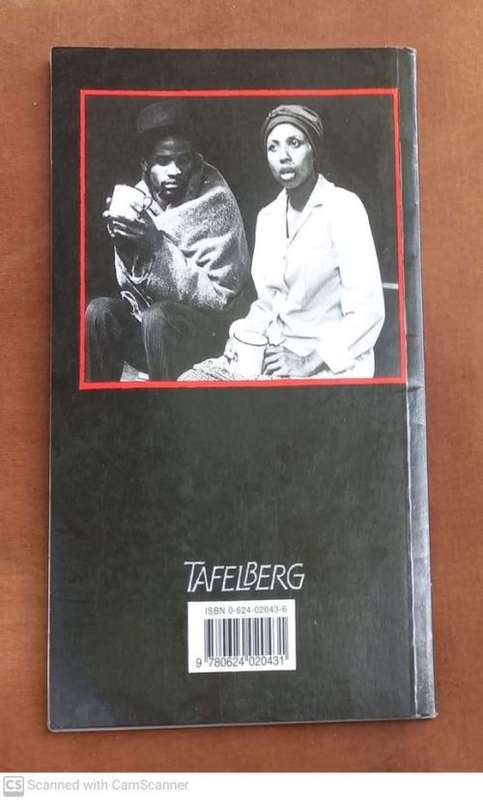 TAFELBERG
ISBN 0-624-02043-6
9 780624 020431
CS Scanned with CamScanner